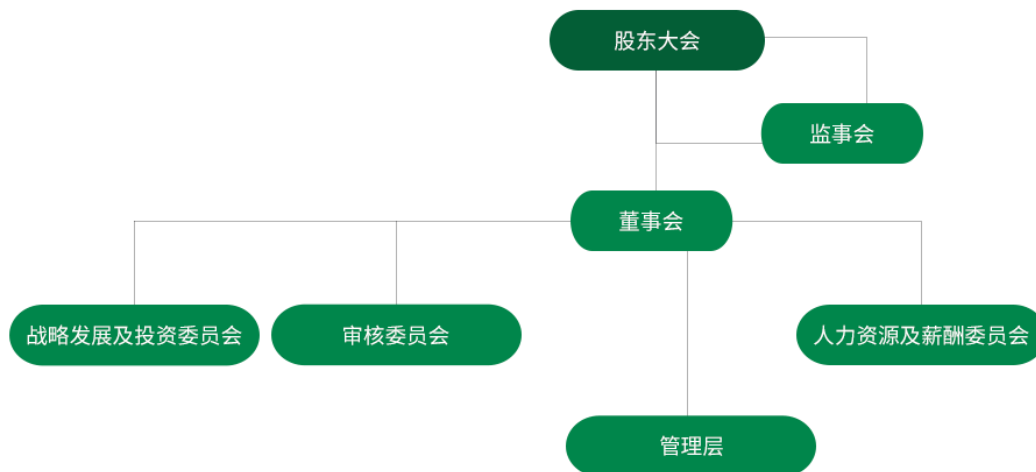 股东大会
监事会
董事会
战略发展及投资委员会
审核委员会
人力资源及薪酬委员会
管理层